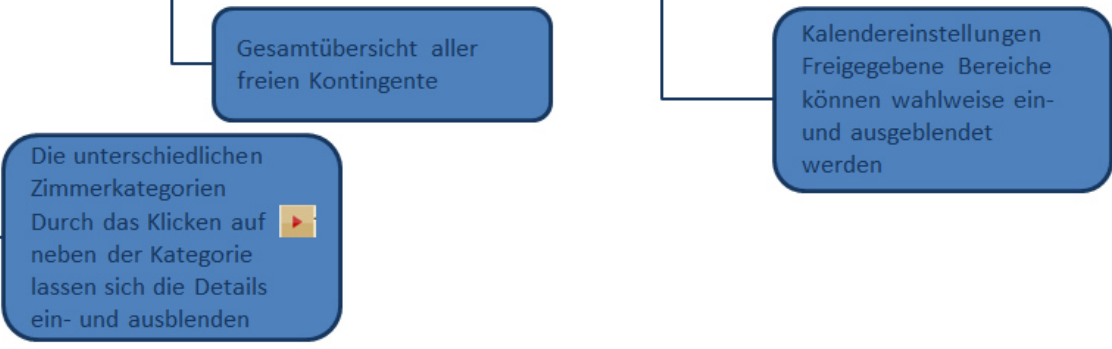 Gesamtübersicht aller
freien Kontingente
Kalendereinstellungen
Freigegebene Bereiche
können wahlweise ein-
und ausgeblendet
werden
Die unterschiedlichen
Zimmerkategorien
Durch das Klicken auf
neben der Kategorie
lassen sich die Details
ein- und ausblenden